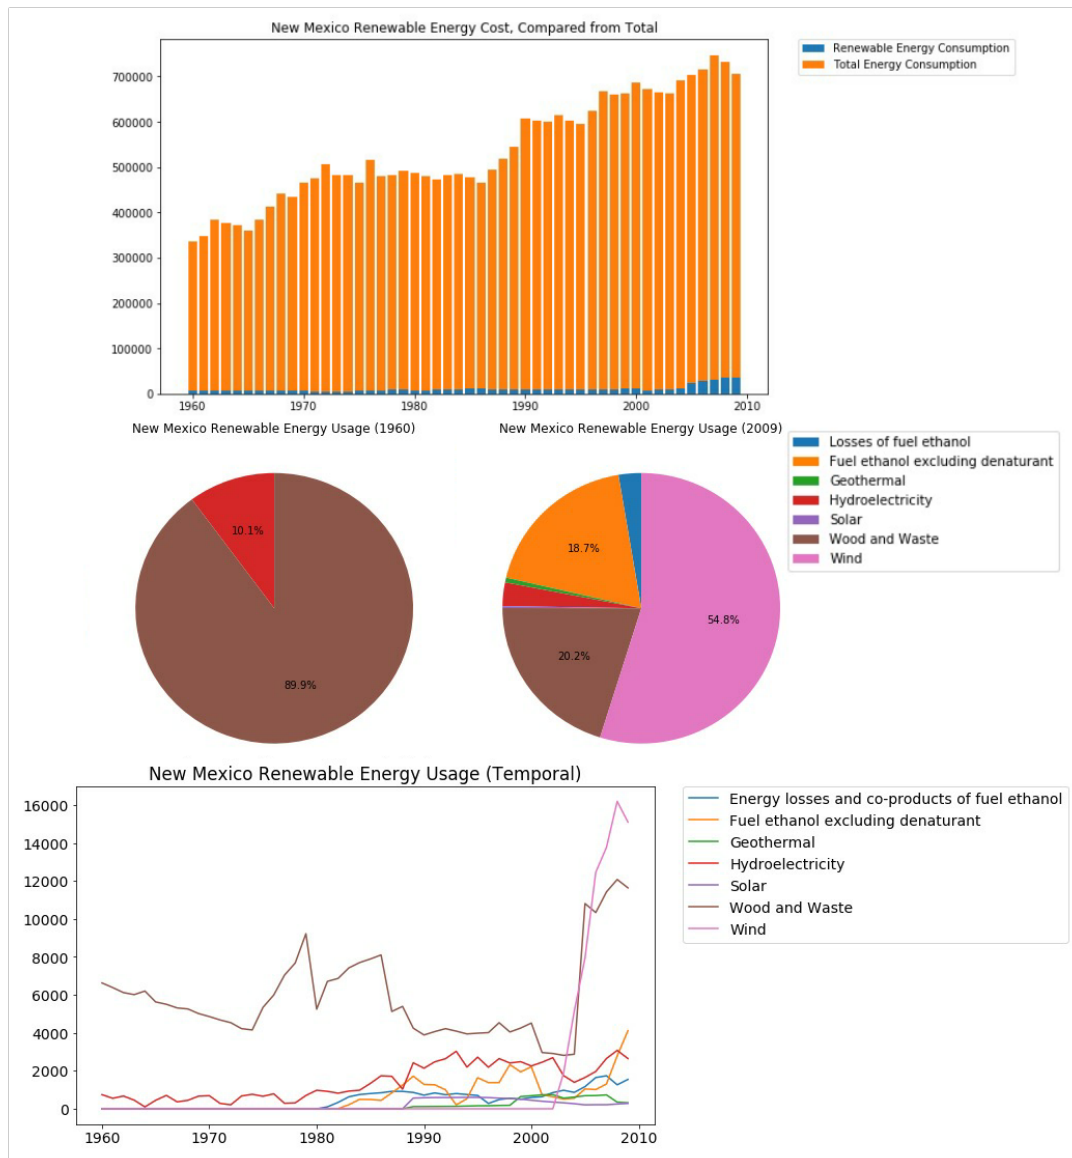 New Mexico Renewable Energy Cost, Compared from Total
Renewable Energy Consumption
Total Energy Consumption
700000
600000
500000
400000
300000
200000
100000
0
1960
1970
1980
1990
2000
2010
New Mexico Renewable Energy Usage (1960)
New Mexico Renewable Energy Usage (2009)
Losses of fuel ethanol
Fuel ethanol excluding denaturant
Geothermal
Hydroelectricity
Solar
Wood and Waste
Wind
10.1%
89.9%
18.7%
54.8%
20.2%
New Mexico Renewable Energy Usage (Temporal)
Energy losses and co-products of fuel ethanol
Fuel ethanol excluding denaturant
Geothermal
Hydroelectricity
Solar
Wood and Waste
Wind
16000
14000
12000
10000
8000
6000
4000
2000
0
1960
1970
1980
1990
2000
2010